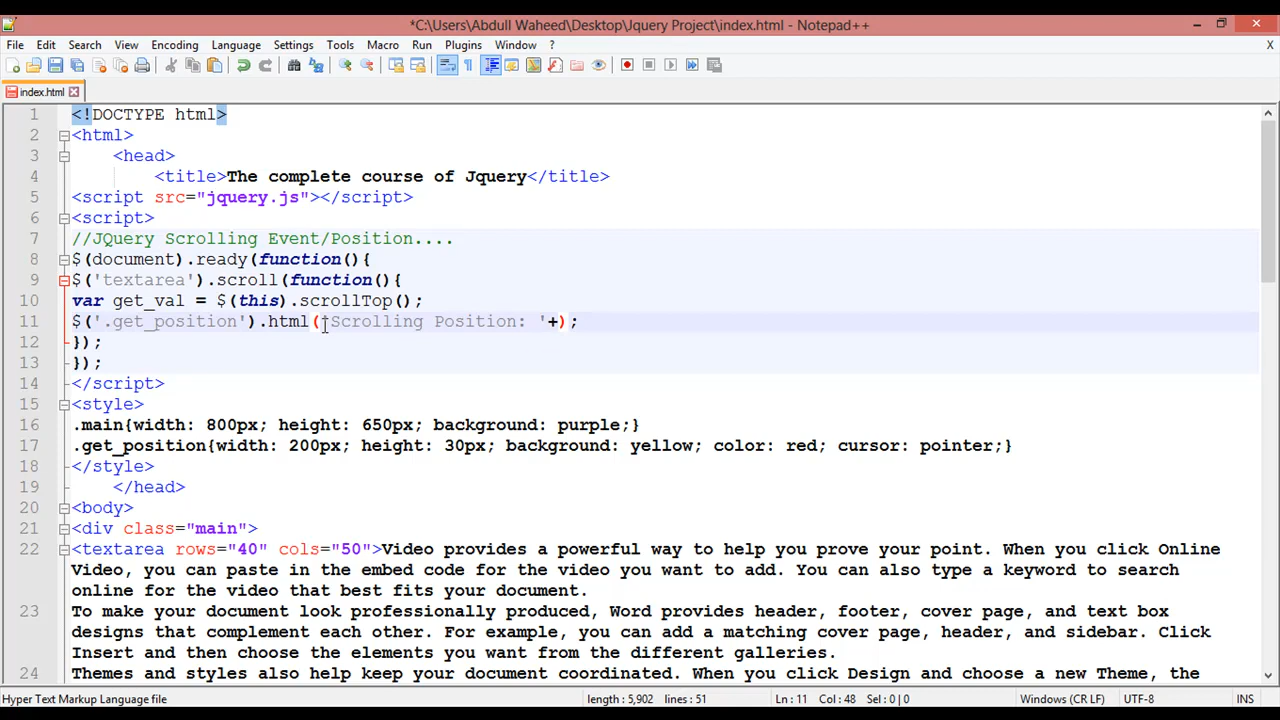 *C:\Users\Abdull Waheed\Desktop\Jquery Project\index.html - Notepad++
File Edit Search View Encoding Language Settings Tools Macro Run Plugins Window ? X
index.html
1 <!DOCTYPE html>
2 <html>
3 <head>
4 <title>The complete course of Jquery</title>
5 <script src="jquery.js"></script>
6 <script>
7 //JQuery Scrolling Event/Position....
8 $(document).ready(function(){
9 $('textarea').scroll(function(){
10 var get_val = $(this).scrollTop();
11 $('.get_position').html('Scrolling Position: '+);
12 });
13 });
14 </script>
15 <style>
16 .main{width: 800px; height: 650px; background: purple;}
17 .get_position{width: 200px; height: 30px; background: yellow; color: red; cursor: pointer;}
18 </style>
19 </head>
20 <body>
21 <div class="main">
22 <textarea rows="40" cols="50">Video provides a powerful way to help you prove your point. When you click Online
Video, you can paste in the embed code for the video you want to add. You can also type a keyword to search
online for the video that best fits your document.
23 To make your document look professionally produced, Word provides header, footer, cover page, and text box
designs that complement each other. For example, you can add a matching cover page, header, and sidebar. Click
Insert and then choose the elements you want from the different galleries.
24 Themes and styles also help keep your document coordinated. When you click Design and choose a new Theme, the
Hyper Text Markup Language file length : 5,902 lines : 51 Ln : 11 Col : 48 Sel : 0 | 0 Windows (CR LF) UTF-8 INS